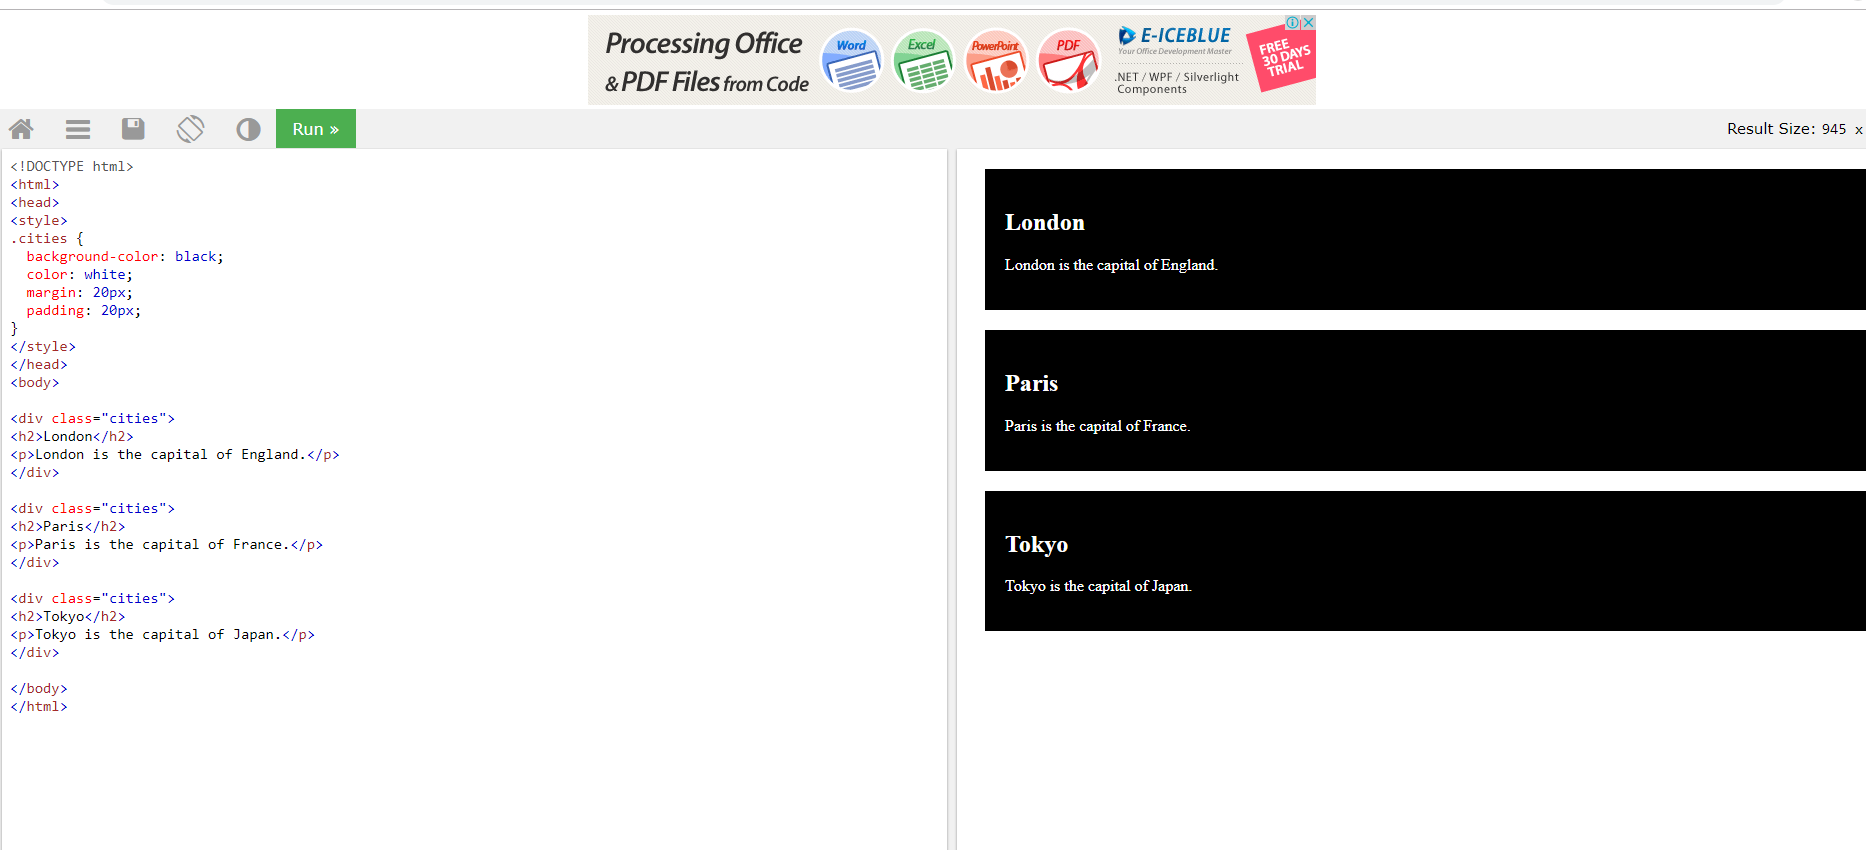 Processing Office
& PDF Files from Code
Word
Excel
PowerPoint
PDF
E-ICEBLUE
Your Office Development Master
.NET / WPF / Silverlight
Components
FREE
30 DAYS
TRIAL
Run »
Result Size: 945 x
<!DOCTYPE html>
<html>
<head>
<style>
.cities {
  background-color: black;
  color: white;
  margin: 20px;
  padding: 20px;
}
</style>
</head>
<body>

<div class="cities">
<h2>London</h2>
<p>London is the capital of England.</p>
</div>

<div class="cities">
<h2>Paris</h2>
<p>Paris is the capital of France.</p>
</div>

<div class="cities">
<h2>Tokyo</h2>
<p>Tokyo is the capital of Japan.</p>
</div>

</body>
</html>
London
London is the capital of England.
Paris
Paris is the capital of France.
Tokyo
Tokyo is the capital of Japan.